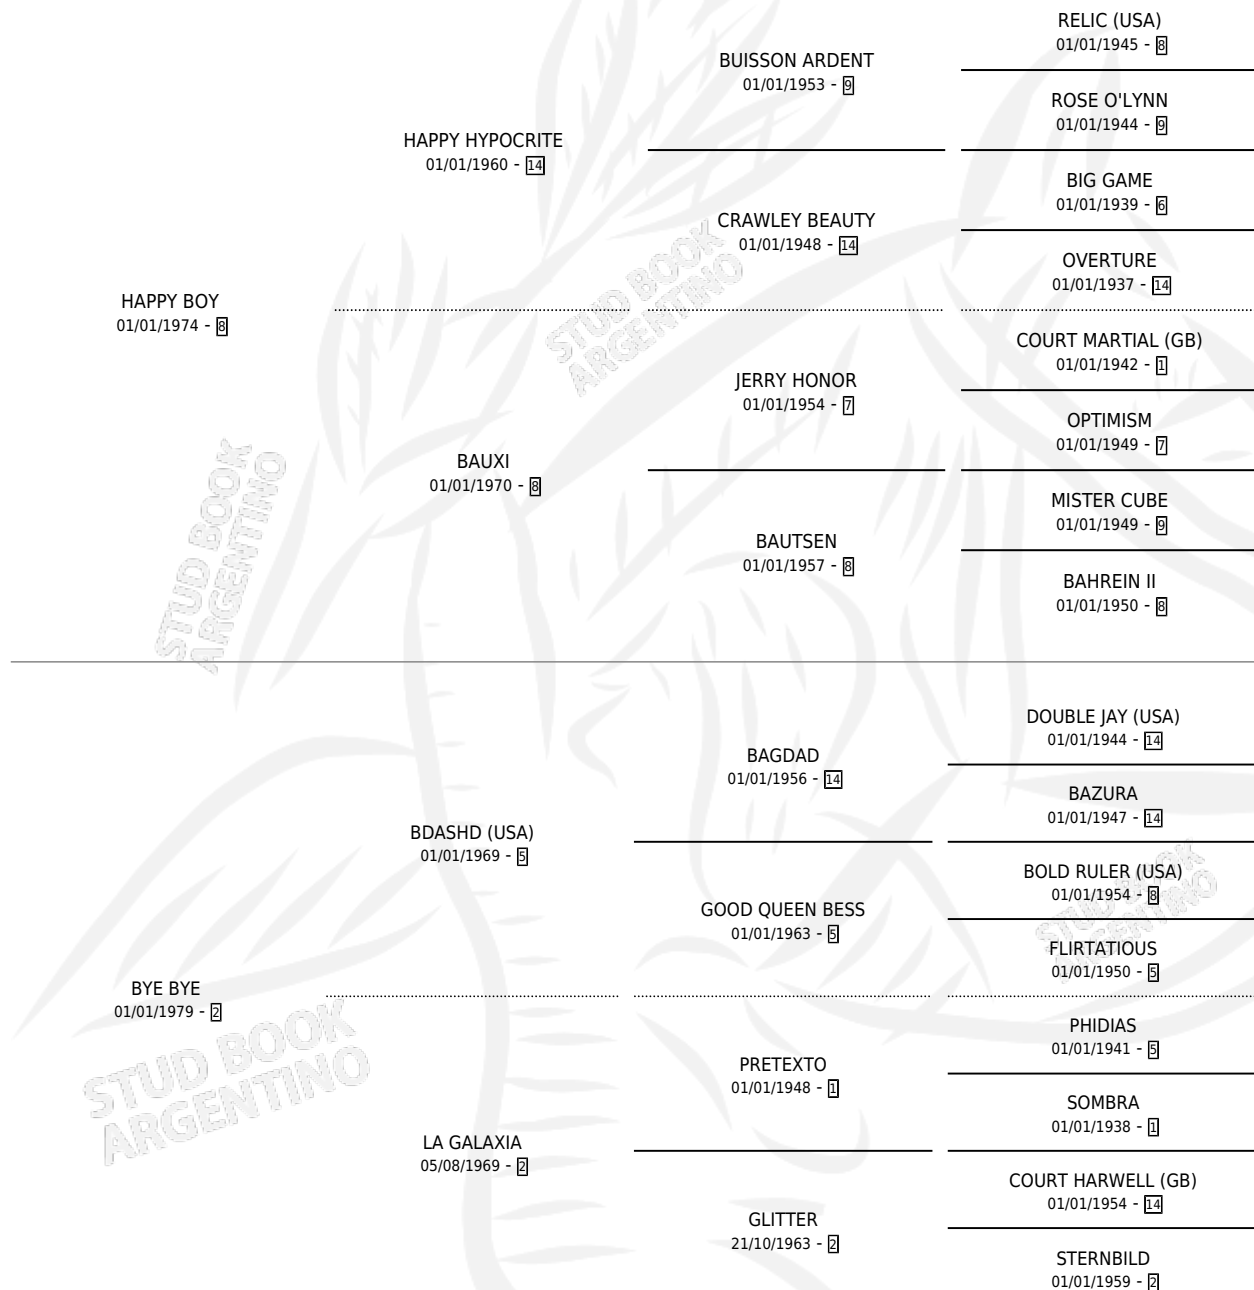 RELIC (USA)
01/01/1945 - 8
BUISSON ARDENT
01/01/1953 - 9
ROSE O'LYNN
01/01/1944 - 9
HAPPY HYPOCRITE
01/01/1960 - 14
BIG GAME
01/01/1939 - 6
CRAWLEY BEAUTY
01/01/1948 - 14
OVERTURE
01/01/1937 - 14
HAPPY BOY
01/01/1974 - 8
COURT MARTIAL (GB)
01/01/1942 - 1
JERRY HONOR
01/01/1954 - 7
OPTIMISM
01/01/1949 - 7
BAUXI
01/01/1970 - 8
MISTER CUBE
01/01/1949 - 9
BAUTSEN
01/01/1957 - 8
BAHREIN II
01/01/1950 - 8
STUD BOOK
ARGENTINO
STUD BOOK
ARGENTINO
DOUBLE JAY (USA)
01/01/1944 - 14
BAGDAD
01/01/1956 - 14
BAZURA
01/01/1947 - 14
BDASHD (USA)
01/01/1969 - 5
BOLD RULER (USA)
01/01/1954 - 8
GOOD QUEEN BESS
01/01/1963 - 5
FLIRTATIOUS
01/01/1950 - 5
BYE BYE
01/01/1979 - 2
PHIDIAS
01/01/1941 - 5
PRETEXTO
01/01/1948 - 1
SOMBRA
01/01/1938 - 1
LA GALAXIA
05/08/1969 - 2
COURT HARWELL (GB)
01/01/1954 - 14
GLITTER
21/10/1963 - 2
STERNBILD
01/01/1959 - 2
STUD BOOK
ARGENTINO
STUD BOOK
ARGENTINO